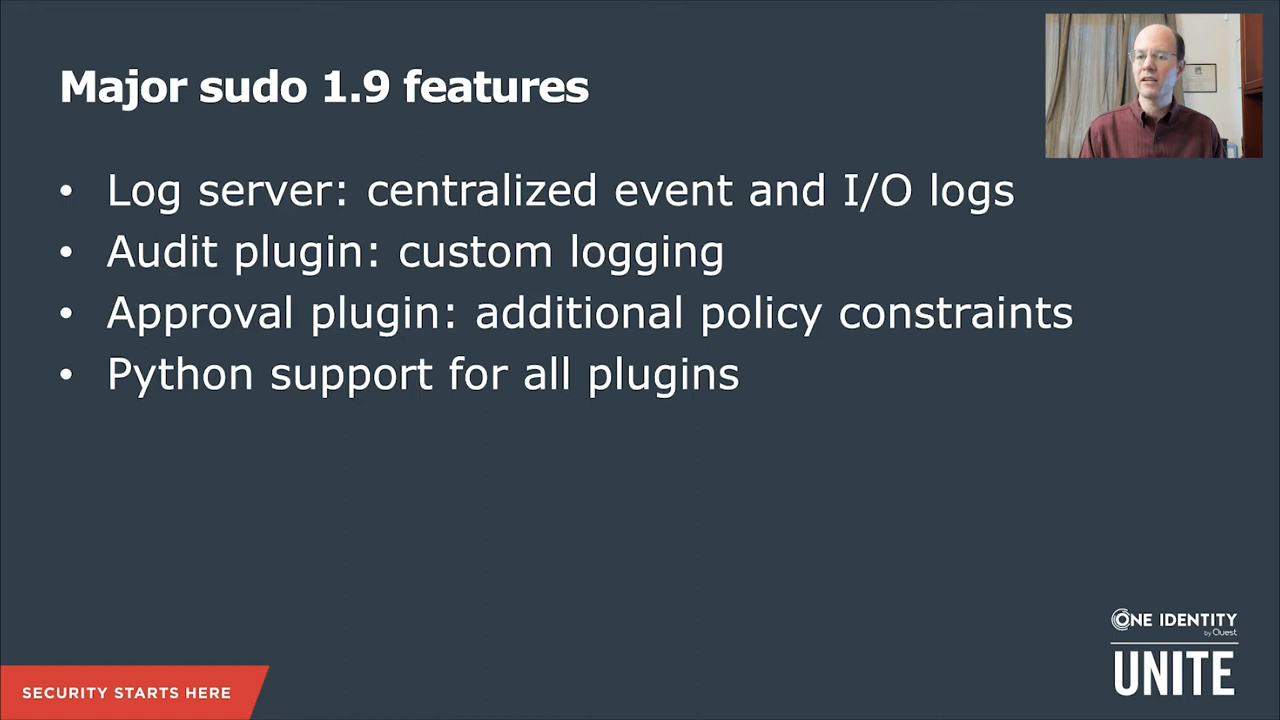 Major sudo 1.9 features
• Log server: centralized event and I/O logs
• Audit plugin: custom logging
• Approval plugin: additional policy constraints
• Python support for all plugins
ONE IDENTITY
by Quest
UNITE
SECURITY STARTS HERE